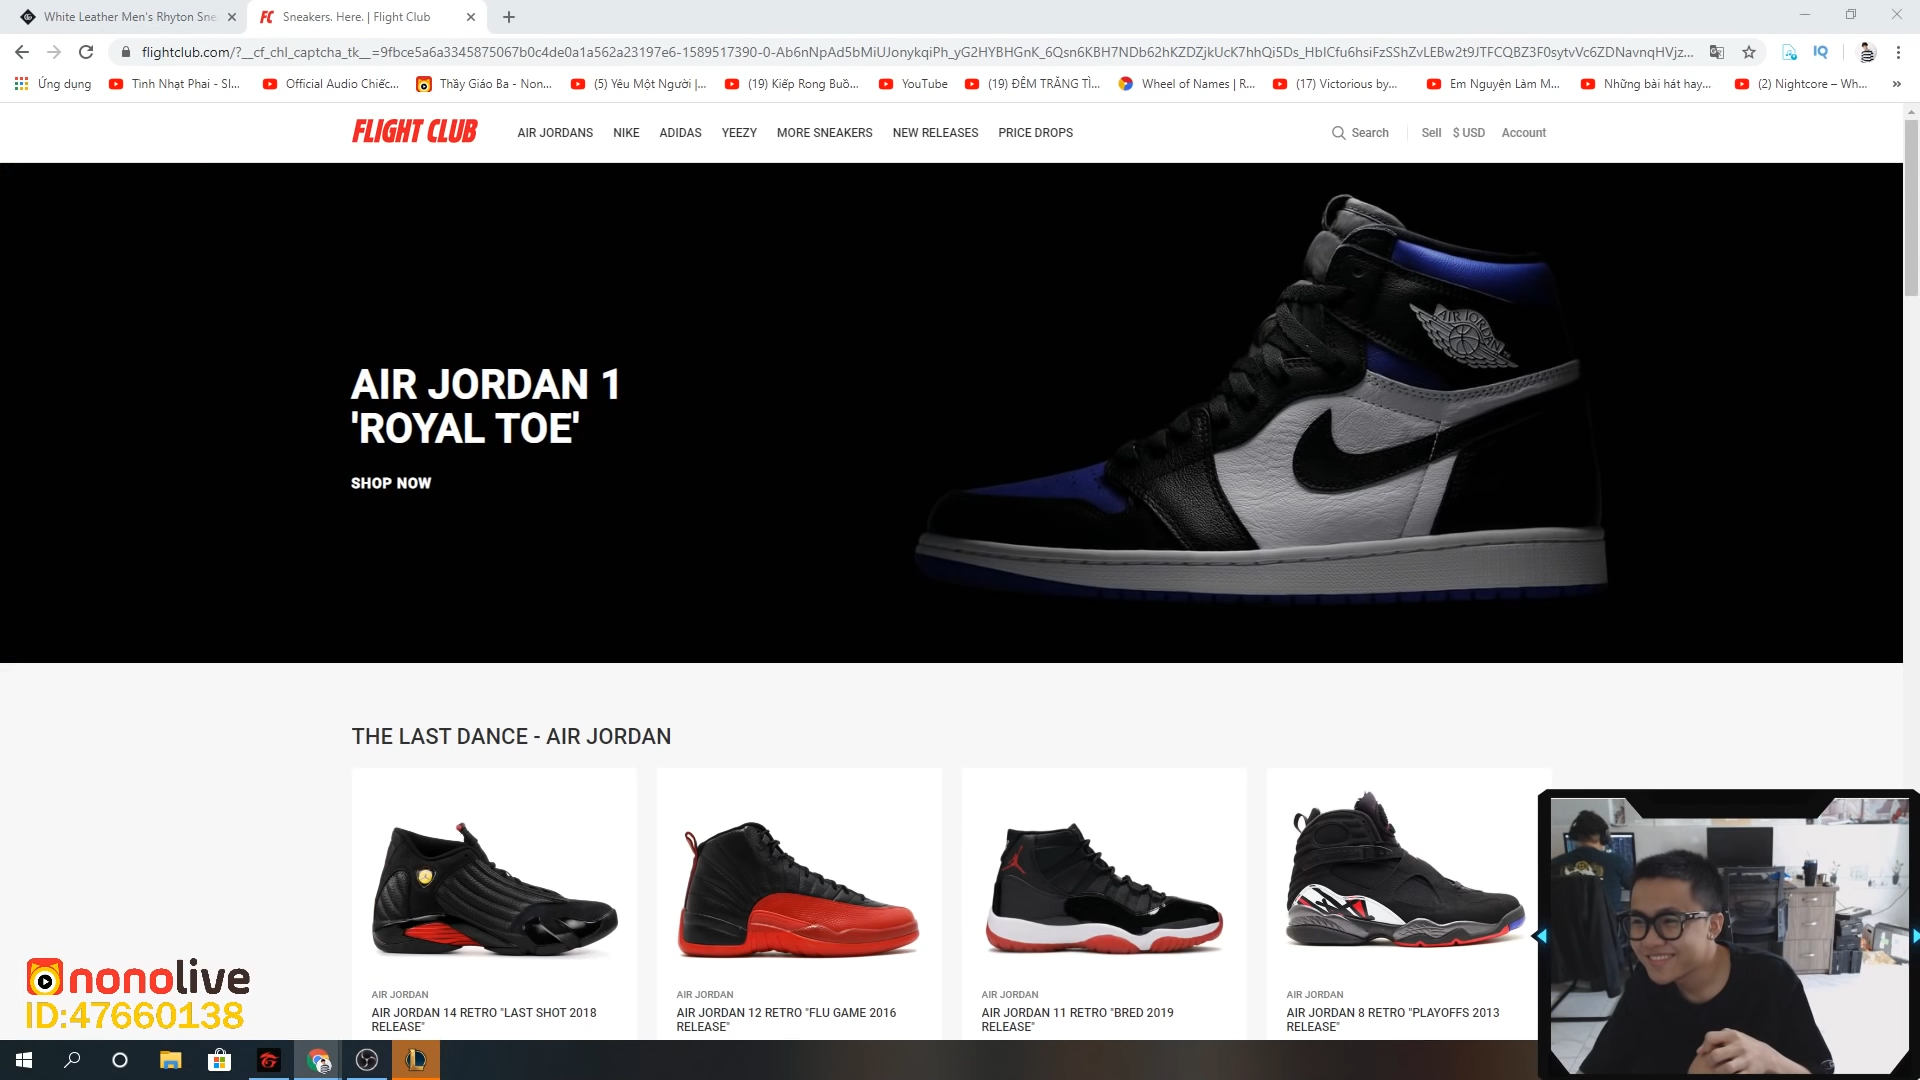 White Leather Men's Rhyton Sne
Sneakers. Here. | Flight Club
flightclub.com/?__cf_chl_captcha_tk__=9fbce5a6a3345875067b0c4de0a1a562a23197e6-1589517390-0-Ab6nNpAd5bMiUJonykqiPh_yG2HYBHGnK_6Qsn6KBH7NDb62hKZDZjkUcK7hhQi5Ds_HbICfu6hsiFzSShZvLEBw2t9JTFCQBZ3F0sytvVc6ZDNavnqHVjz...
IQ
Ứng dụng
Tình Nhạt Phai - Sl...
Official Audio Chiếc...
Thầy Giáo Ba - Non...
(5) Yêu Một Người |...
(19) Kiếp Rong Buồ...
YouTube
(19) ĐẾM TRĂNG TÌ...
Wheel of Names | R...
(17) Victorious by...
Em Nguyện Làm M...
Những bài hát hay...
(2) Nightcore – Wh...
FLIGHT CLUB
AIR JORDANS NIKE ADIDAS YEEZY MORE SNEAKERS NEW RELEASES PRICE DROPS
Search Sell $ USD Account
AIR JORDAN 1
'ROYAL TOE'
SHOP NOW
AIR JORDAN
THE LAST DANCE - AIR JORDAN
AIR JORDAN
AIR JORDAN 14 RETRO "LAST SHOT 2018
RELEASE"
AIR JORDAN
AIR JORDAN 12 RETRO "FLU GAME 2016
RELEASE"
AIR JORDAN
AIR JORDAN 11 RETRO "BRED 2019
RELEASE"
AIR JORDAN
AIR JORDAN 8 RETRO "PLAYOFFS 2013
RELEASE"
nonolive
ID:47660138